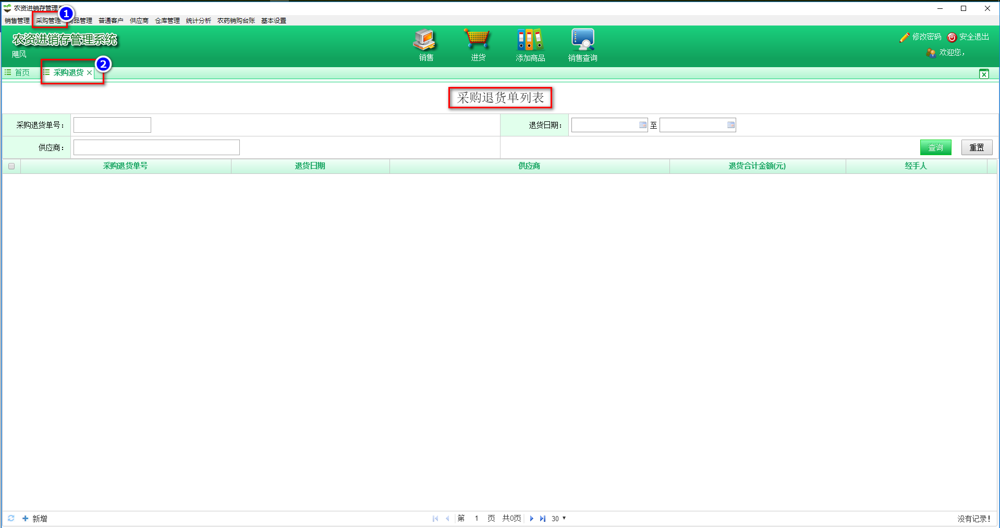 农资进销存管理系
1
销售管理 采购管理 品管理 普通客户 供应商 仓库管理 统计分析 农药销购台账 基本设置
农资进销存管理系统
飓风
销售 进货 添加商品 销售查询
修改密码 安全退出
欢迎您，
首页 采购退货
2
采购退货单列表
采购退货单号：
退货日期： 至
供应商：
查询 重置
采购退货单号 退货日期 供应商 退货合计金额(元) 经手人
新增
第 1 页 共0页 30
没有记录！